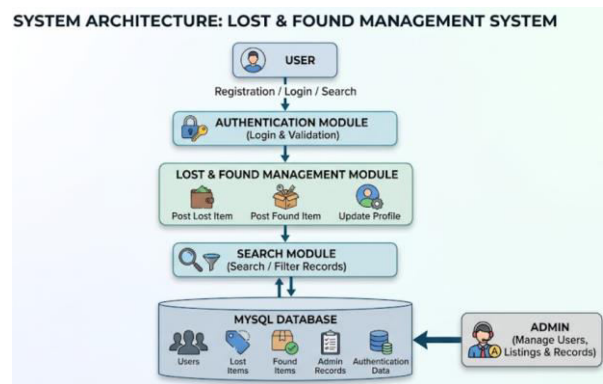 SYSTEM ARCHITECTURE: LOST & FOUND MANAGEMENT SYSTEM
USER
Registration / Login / Search
AUTHENTICATION MODULE
(Login & Validation)
LOST & FOUND MANAGEMENT MODULE
Post Lost Item
Post Found Item
Update Profile
SEARCH MODULE
(Search / Filter Records)
MYSQL DATABASE
Users
Lost
Items
Found
Items
Admin
Records
Authentication
Data
ADMIN
(Manage Users,
Listings & Records)
A